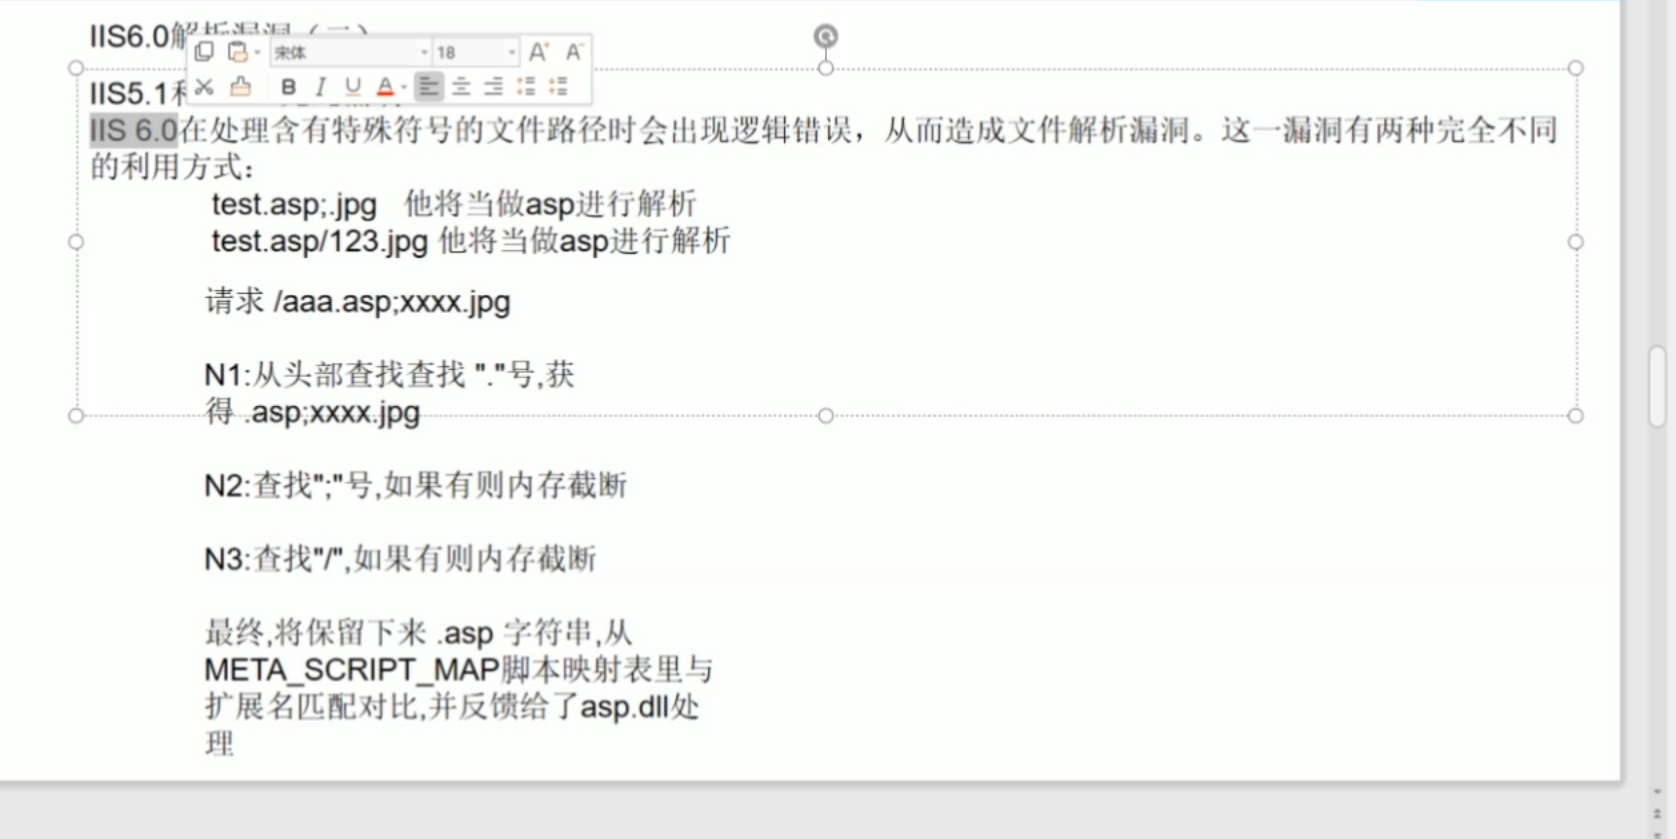 IIS6.0解析漏洞（二）
宋体 18 A+ A-
B I U A
IIS5.1
IIS 6.0在处理含有特殊符号的文件路径时会出现逻辑错误，从而造成文件解析漏洞。这一漏洞有两种完全不同
的利用方式：
test.asp;.jpg 他将当做asp进行解析
test.asp/123.jpg 他将当做asp进行解析
请求 /aaa.asp;xxxx.jpg
N1:从头部查找查找 "."号,获
得 .asp;xxxx.jpg
N2:查找";"号,如果有则内存截断
N3:查找"/",如果有则内存截断
最终,将保留下来 .asp 字符串,从
META_SCRIPT_MAP脚本映射表里与
扩展名匹配对比,并反馈给了asp.dll处
理